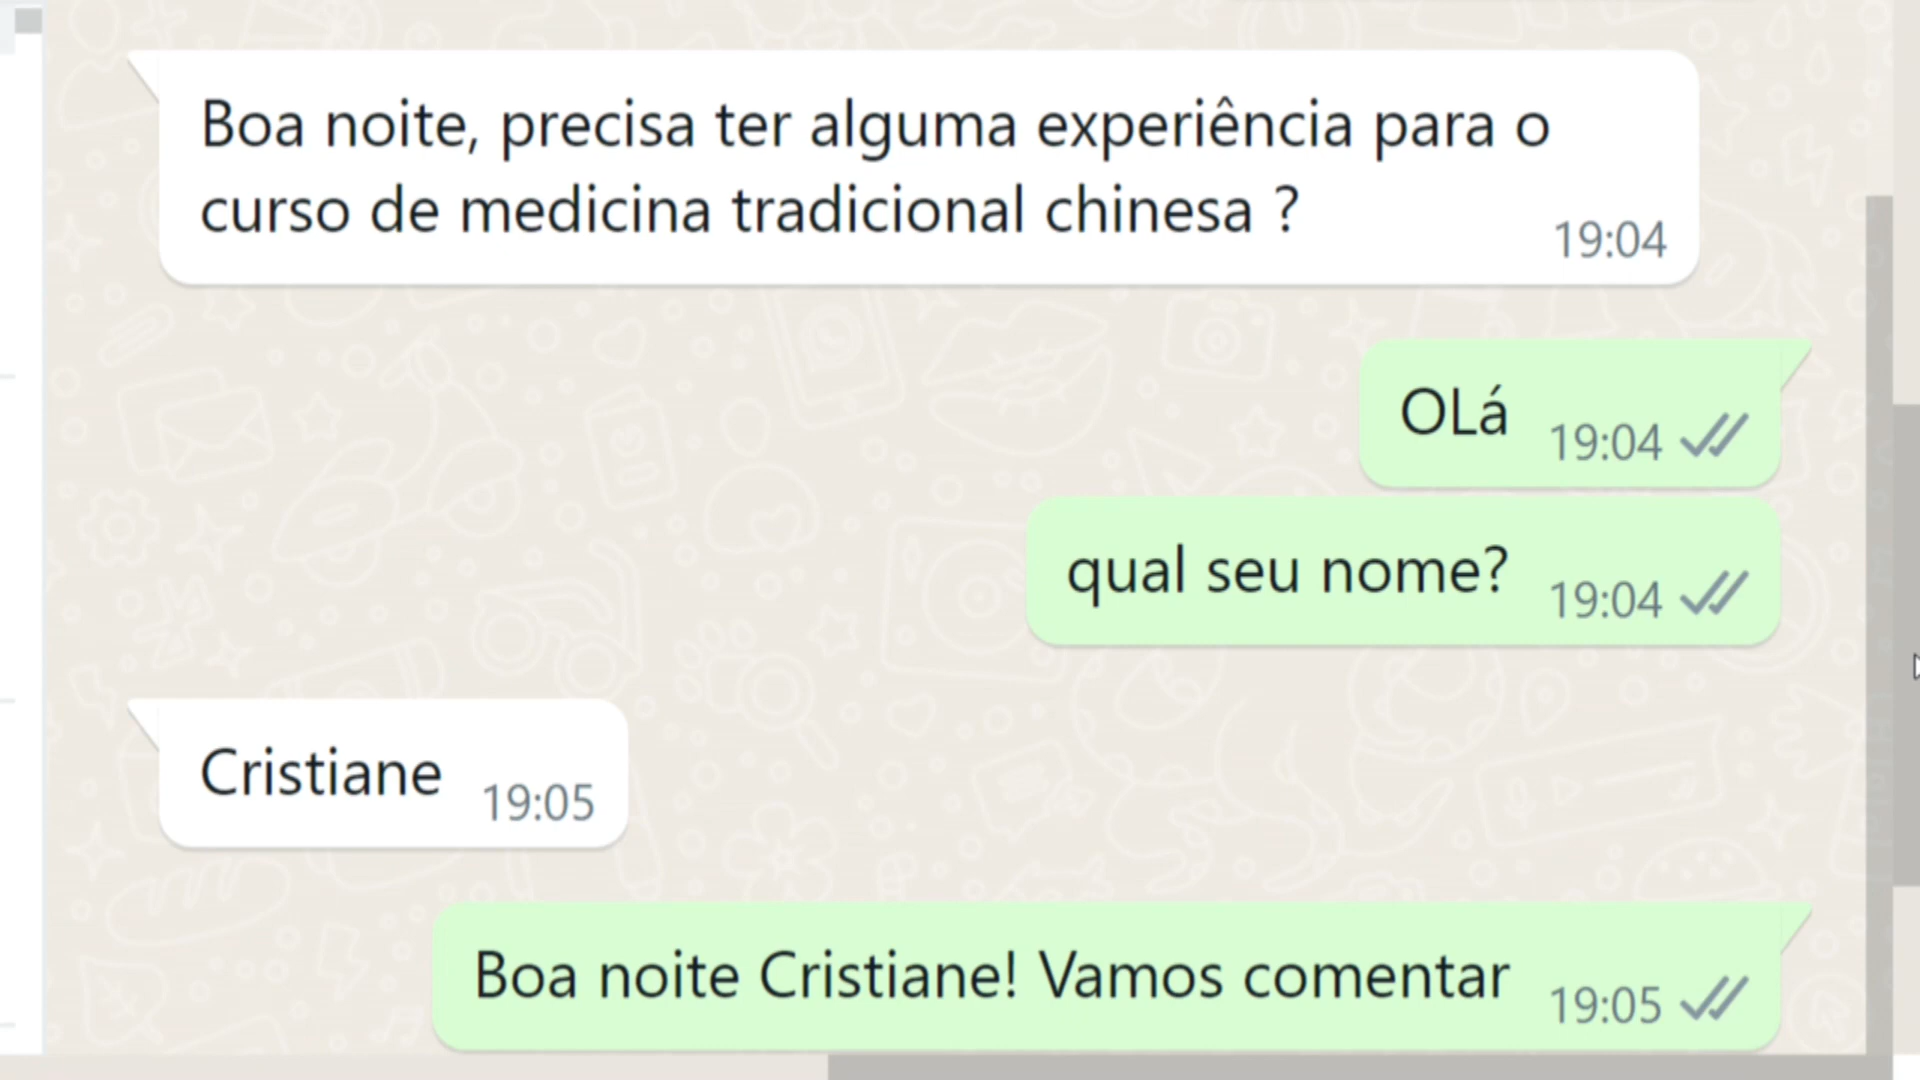 Boa noite, precisa ter alguma experiência para o
curso de medicina tradicional chinesa ?
19:04
OLá 19:04
qual seu nome? 19:04
Cristiane 19:05
Boa noite Cristiane! Vamos comentar 19:05